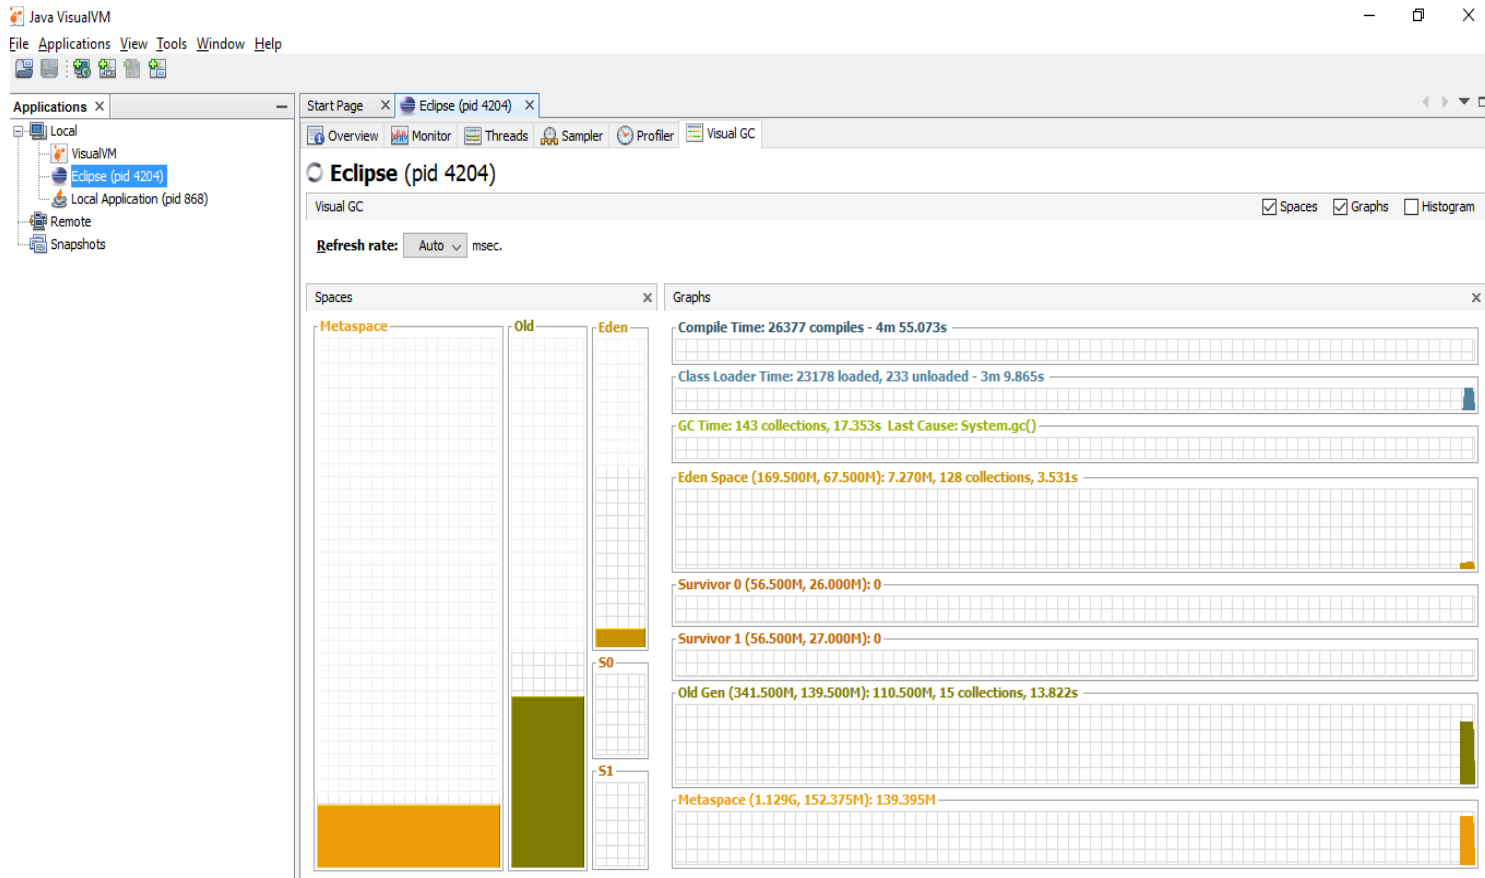 Java VisualVM
File Applications View Tools Window Help
Applications
Local
VisualVM
Eclipse (pid 4204)
Local Application (pid 868)
Remote
Snapshots
Start Page Eclipse (pid 4204)
Overview Monitor Threads Sampler Profiler Visual GC
Eclipse (pid 4204)
Visual GC Spaces Graphs Histogram
Refresh rate: Auto msec.
Spaces
Metaspace Old Eden
S0
S1
Graphs
Compile Time: 26377 compiles - 4m 55.073s
Class Loader Time: 23178 loaded, 233 unloaded - 3m 9.865s
GC Time: 143 collections, 17.353s Last Cause: System.gc()
Eden Space (169.500M, 67.500M): 7.270M, 128 collections, 3.531s
Survivor 0 (56.500M, 26.000M): 0
Survivor 1 (56.500M, 27.000M): 0
Old Gen (341.500M, 139.500M): 110.500M, 15 collections, 13.822s
Metaspace (1.129G, 152.375M): 139.395M